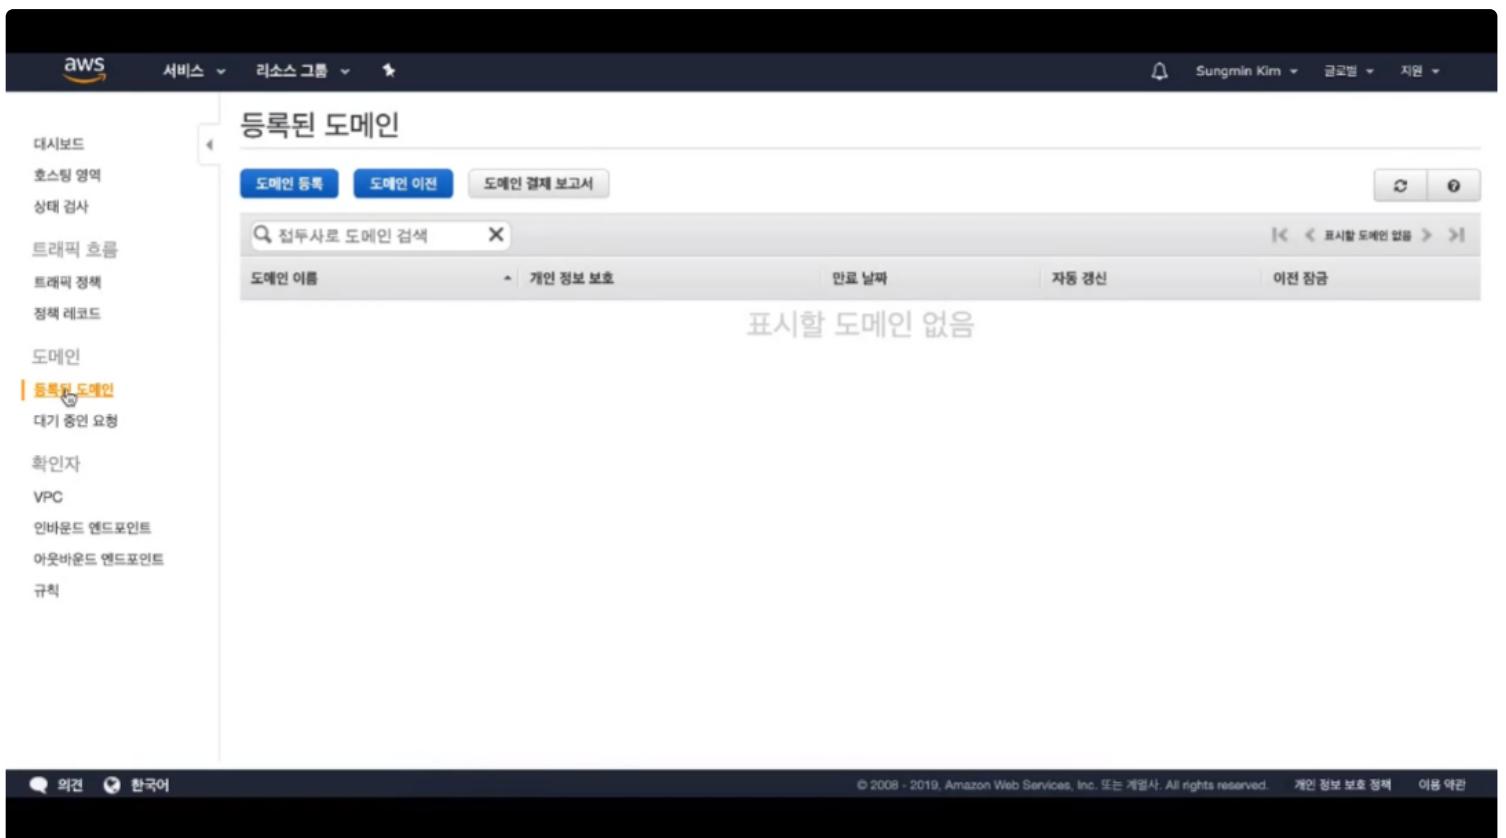 aws 서비스 리소스 그룹 Sungmin Kim 글로벌 지원
등록된 도메인
대시보드
호스팅 영역
상태 검사
트래픽 흐름
트래픽 정책
정책 레코드
도메인
등록된 도메인
대기 중인 요청
확인자
VPC
인바운드 엔드포인트
아웃바운드 엔드포인트
규칙
도메인 등록 도메인 이전 도메인 결제 보고서
접두사로 도메인 검색 표시할 도메인 없음
도메인 이름 개인 정보 보호 만료 날짜 자동 갱신 이전 잠금
표시할 도메인 없음
의견 한국어 © 2008 - 2019, Amazon Web Services, Inc. 또는 계열사. All rights reserved. 개인 정보 보호 정책 이용 약관